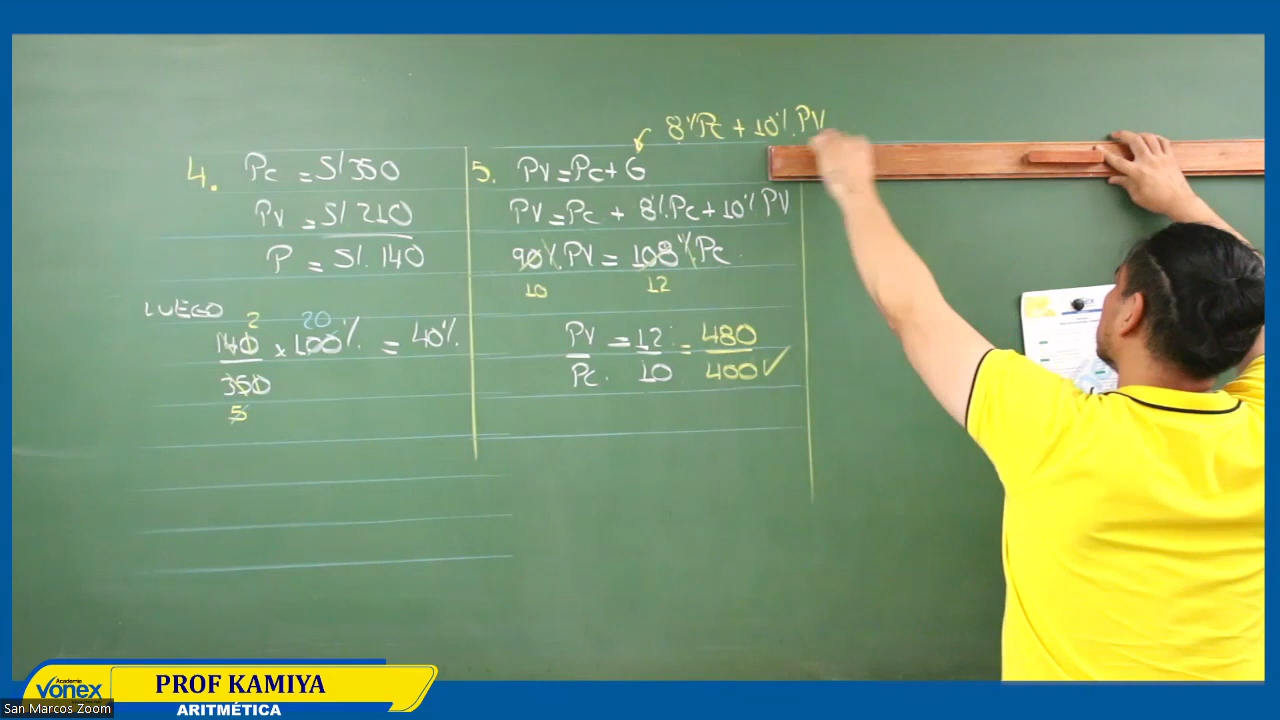 8%Pc + 10%.PV
4. Pc = S/350
PV = S/ 210
P = S/. 140
LUEGO
140/350 x 100% = 40%.
2
20
5
5. PV = Pc + G
PV = Pc + 8%.Pc + 10% PV
90%.PV = 108%Pc.
10 12
PV/Pc. = 12/10 = 480/400 ✓
Academia
vonex
PROF KAMIYA
ARITMÉTICA
San Marcos Zoom